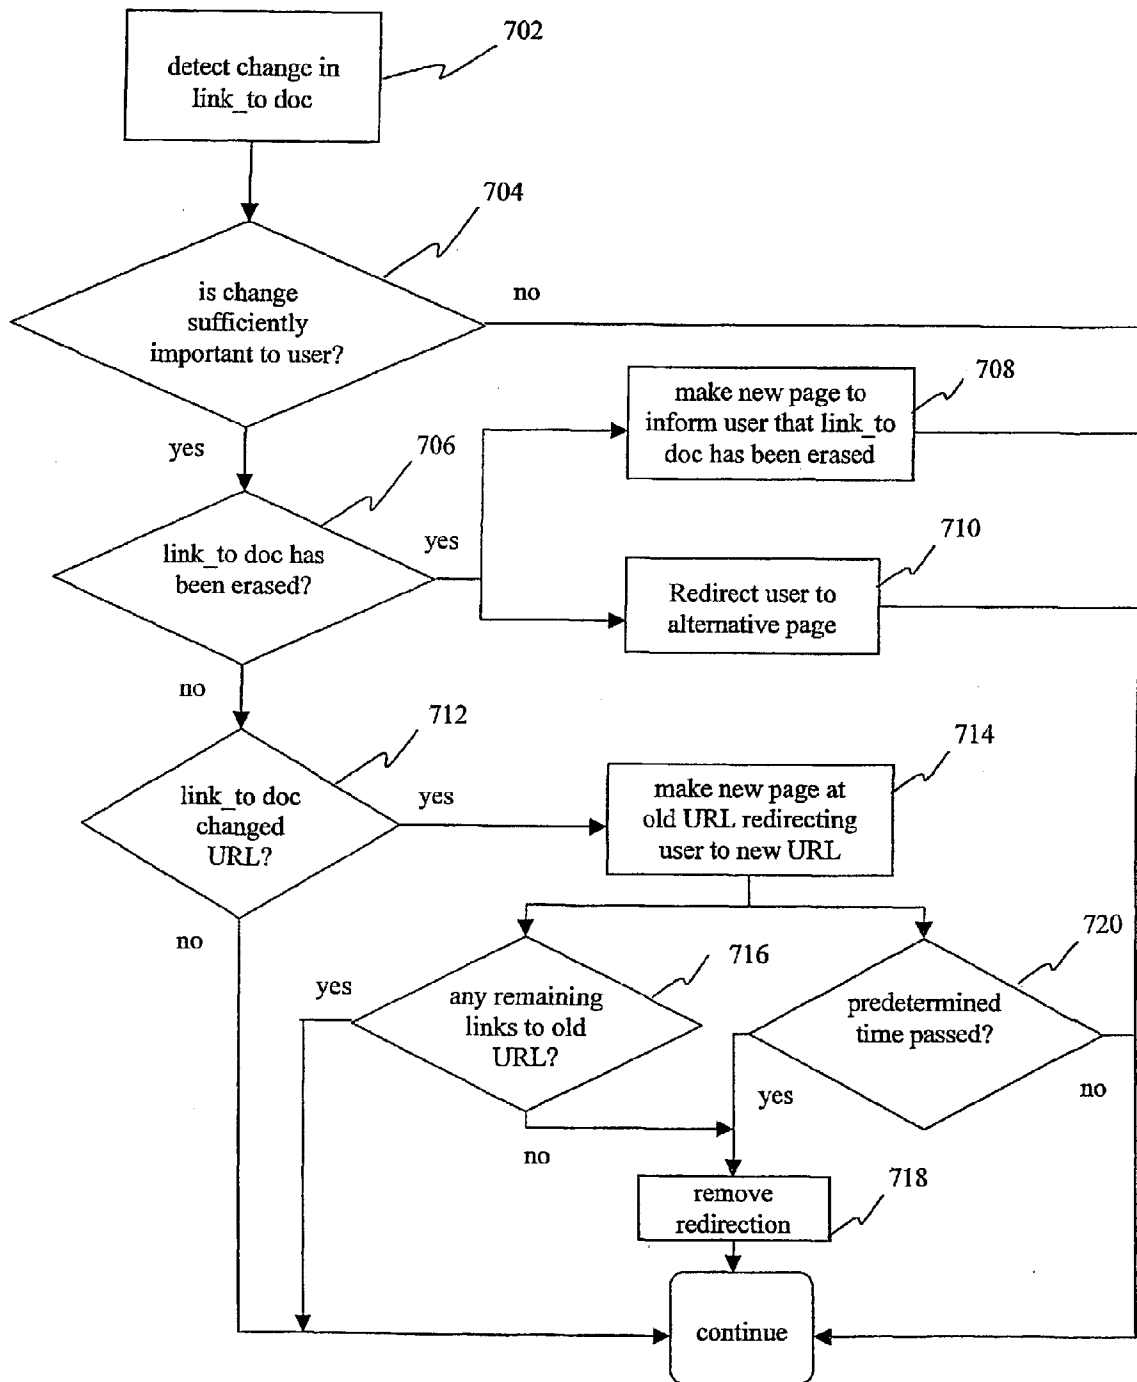 702
detect change in
link_to doc
704
is change
sufficiently
important to user?
no
yes
708
make new page to
inform user that link_to
doc has been erased
706
link_to doc has
been erased?
yes
710
Redirect user to
alternative page
no
712
link_to doc
changed
URL?
yes
714
make new page at
old URL redirecting
user to new URL
no
716
any remaining
links to old
URL?
yes
no
720
predetermined
time passed?
yes
no
718
remove
redirection
continue